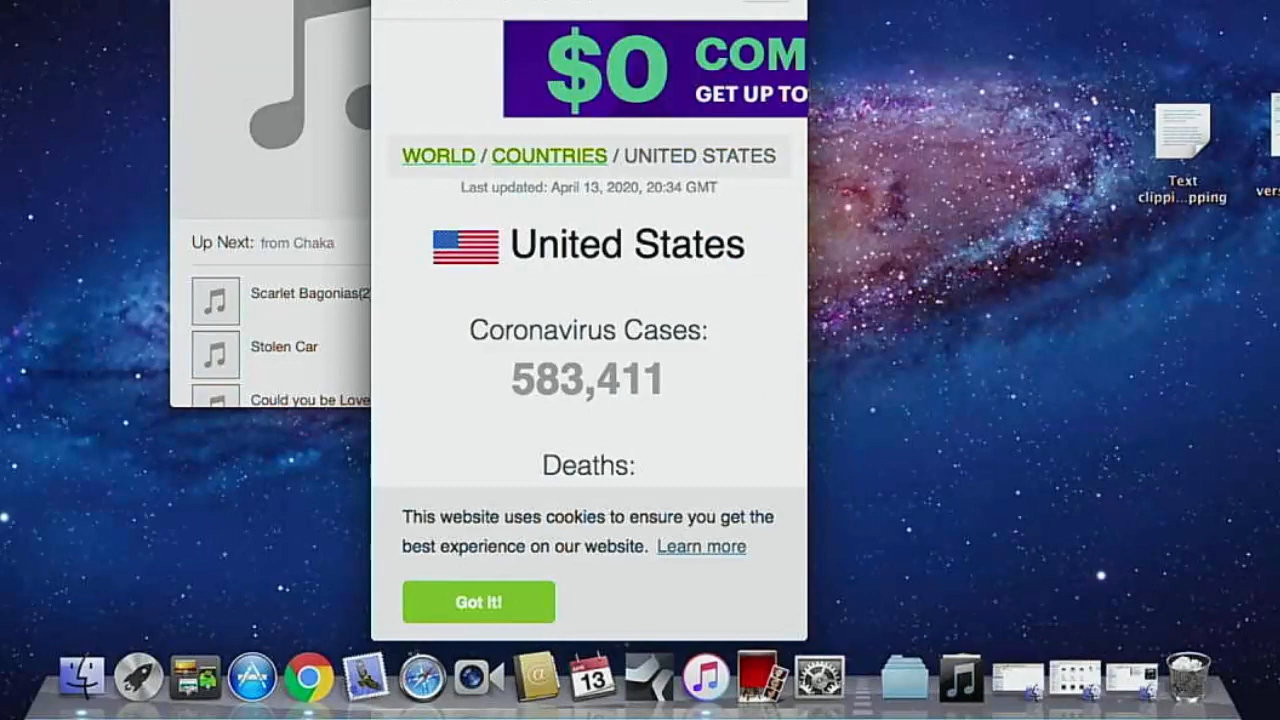 $0 COM
GET UP TO
WORLD / COUNTRIES / UNITED STATES
Last updated: April 13, 2020, 20:34 GMT
United States
Coronavirus Cases:
583,411
Deaths:
This website uses cookies to ensure you get the
best experience on our website. Learn more
Got It!
Up Next: from Chaka
Scarlet Bagonias(2
Stolen Car
Could you be Love
Text
clippi...pping
vers
13